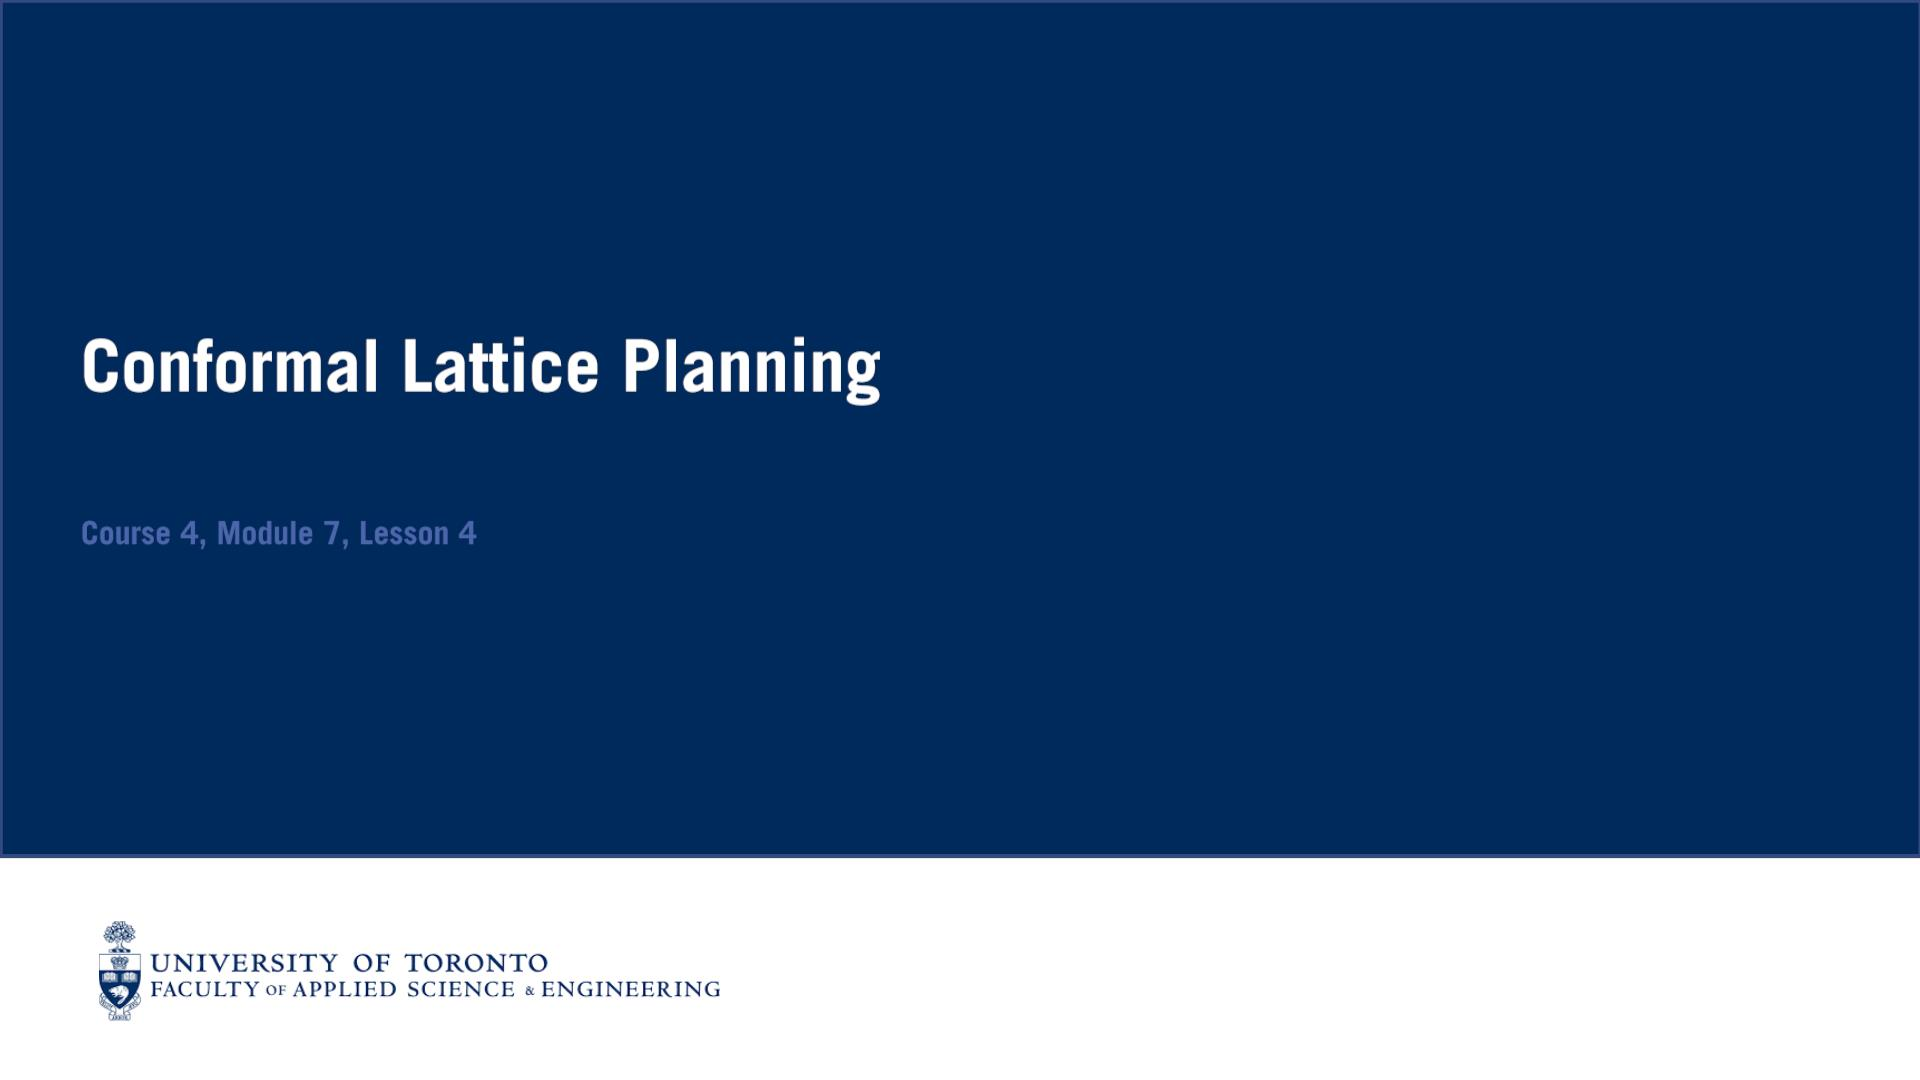 Conformal Lattice Planning
Course 4, Module 7, Lesson 4
UNIVERSITY OF TORONTO
FACULTY OF APPLIED SCIENCE & ENGINEERING